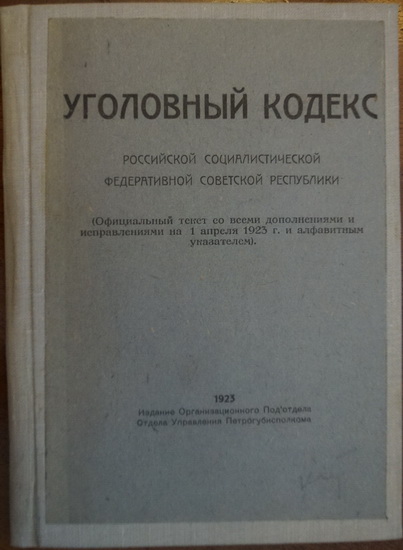 УГОЛОВНЫЙ КОДЕКС
РОССИЙСКОЙ СОЦИАЛИСТИЧЕСКОЙ
ФЕДЕРАТИВНОЙ СОВЕТСКОЙ РЕСПУБЛИКИ
(Официальный текст со всеми дополнениями и
исправлениями на 1 апреля 1923 г. и алфавитным
указателем).
1923
Издание Организационного Под'отдела
Отдела Управления Петрогубисполкома